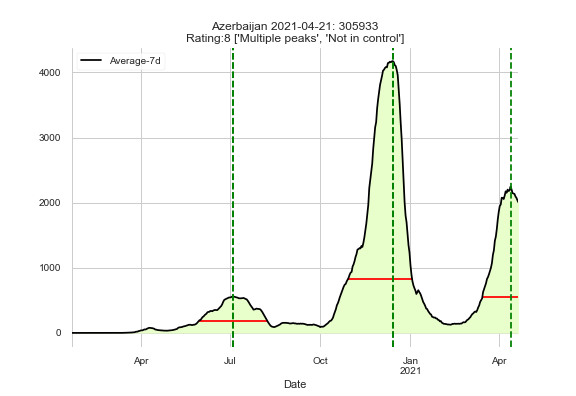 Azerbaijan 2021-04-21: 305933
Rating:8 ['Multiple peaks', 'Not in control']
Average-7d
4000
3000
2000
1000
0
Apr
Jul
Oct
Jan
2021
Apr
Date